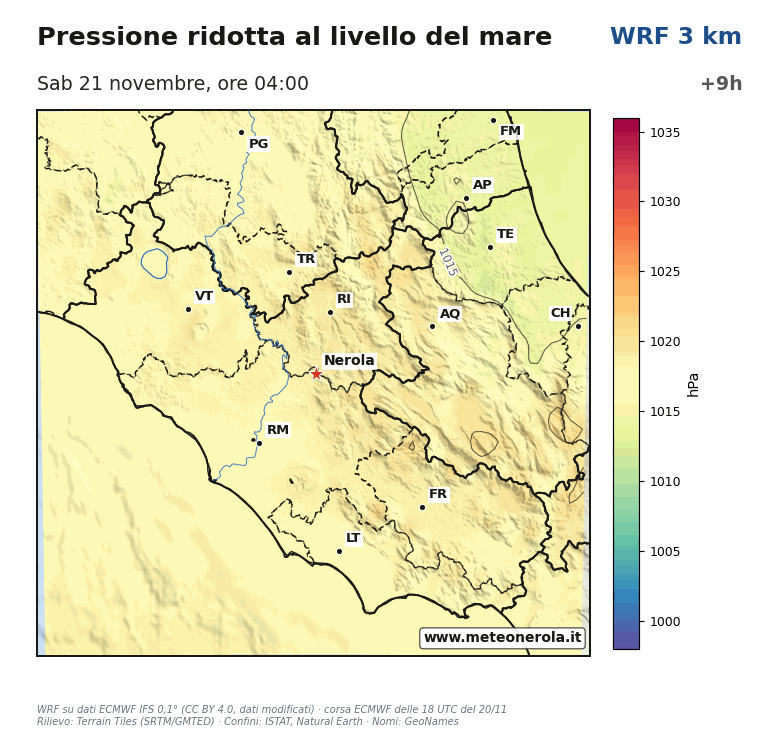 Pressione ridotta al livello del mare
WRF 3 km
Sab 21 novembre, ore 04:00
+9h
FM
PG
AP
TE
1015
TR
VT
RI
AQ
CH
Nerola
RM
FR
LT
www.meteonerola.it
1035
1030
1025
1020
1015
1010
1005
1000
hPa
WRF su dati ECMWF IFS 0,1° (CC BY 4.0, dati modificati) · corsa ECMWF delle 18 UTC del 20/11
Rilievo: Terrain Tiles (SRTM/GMTED) · Confini: ISTAT, Natural Earth · Nomi: GeoNames